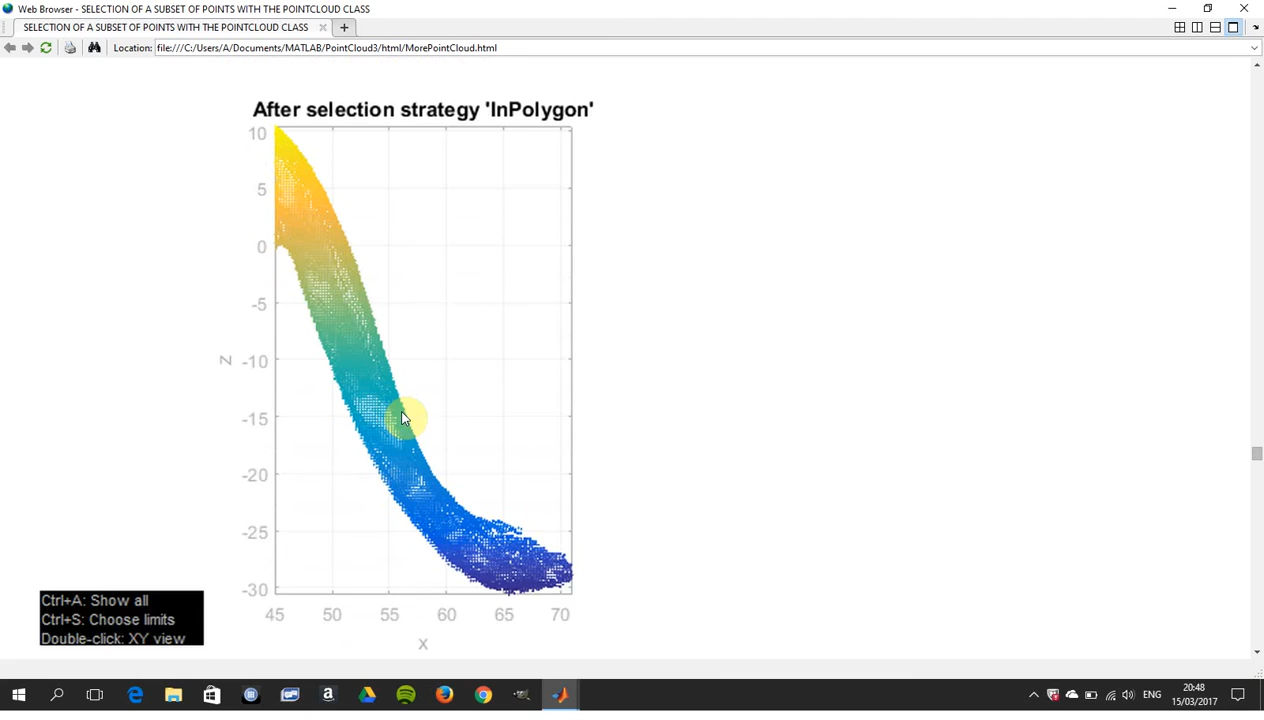 Web Browser - SELECTION OF A SUBSET OF POINTS WITH THE POINTCLOUD CLASS
SELECTION OF A SUBSET OF POINTS WITH THE POINTCLOUD CLASS
Location: file:///C:/Users/A/Documents/MATLAB/PointCloud3/html/MorePointCloud.html
After selection strategy 'InPolygon'
10
5
0
-5
-10
-15
-20
-25
-30
Z
45 50 55 60 65 70
X
Ctrl+A: Show all
Ctrl+S: Choose limits
Double-click: XY view
ENG
20:48
15/03/2017